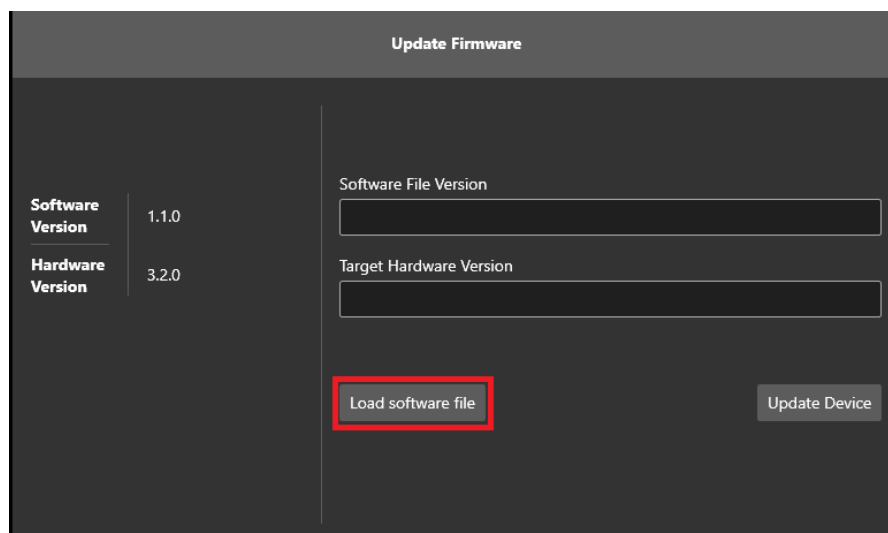 Update Firmware
Software
Version
1.1.0
Hardware
Version
3.2.0
Software File Version
Target Hardware Version
Load software file
Update Device